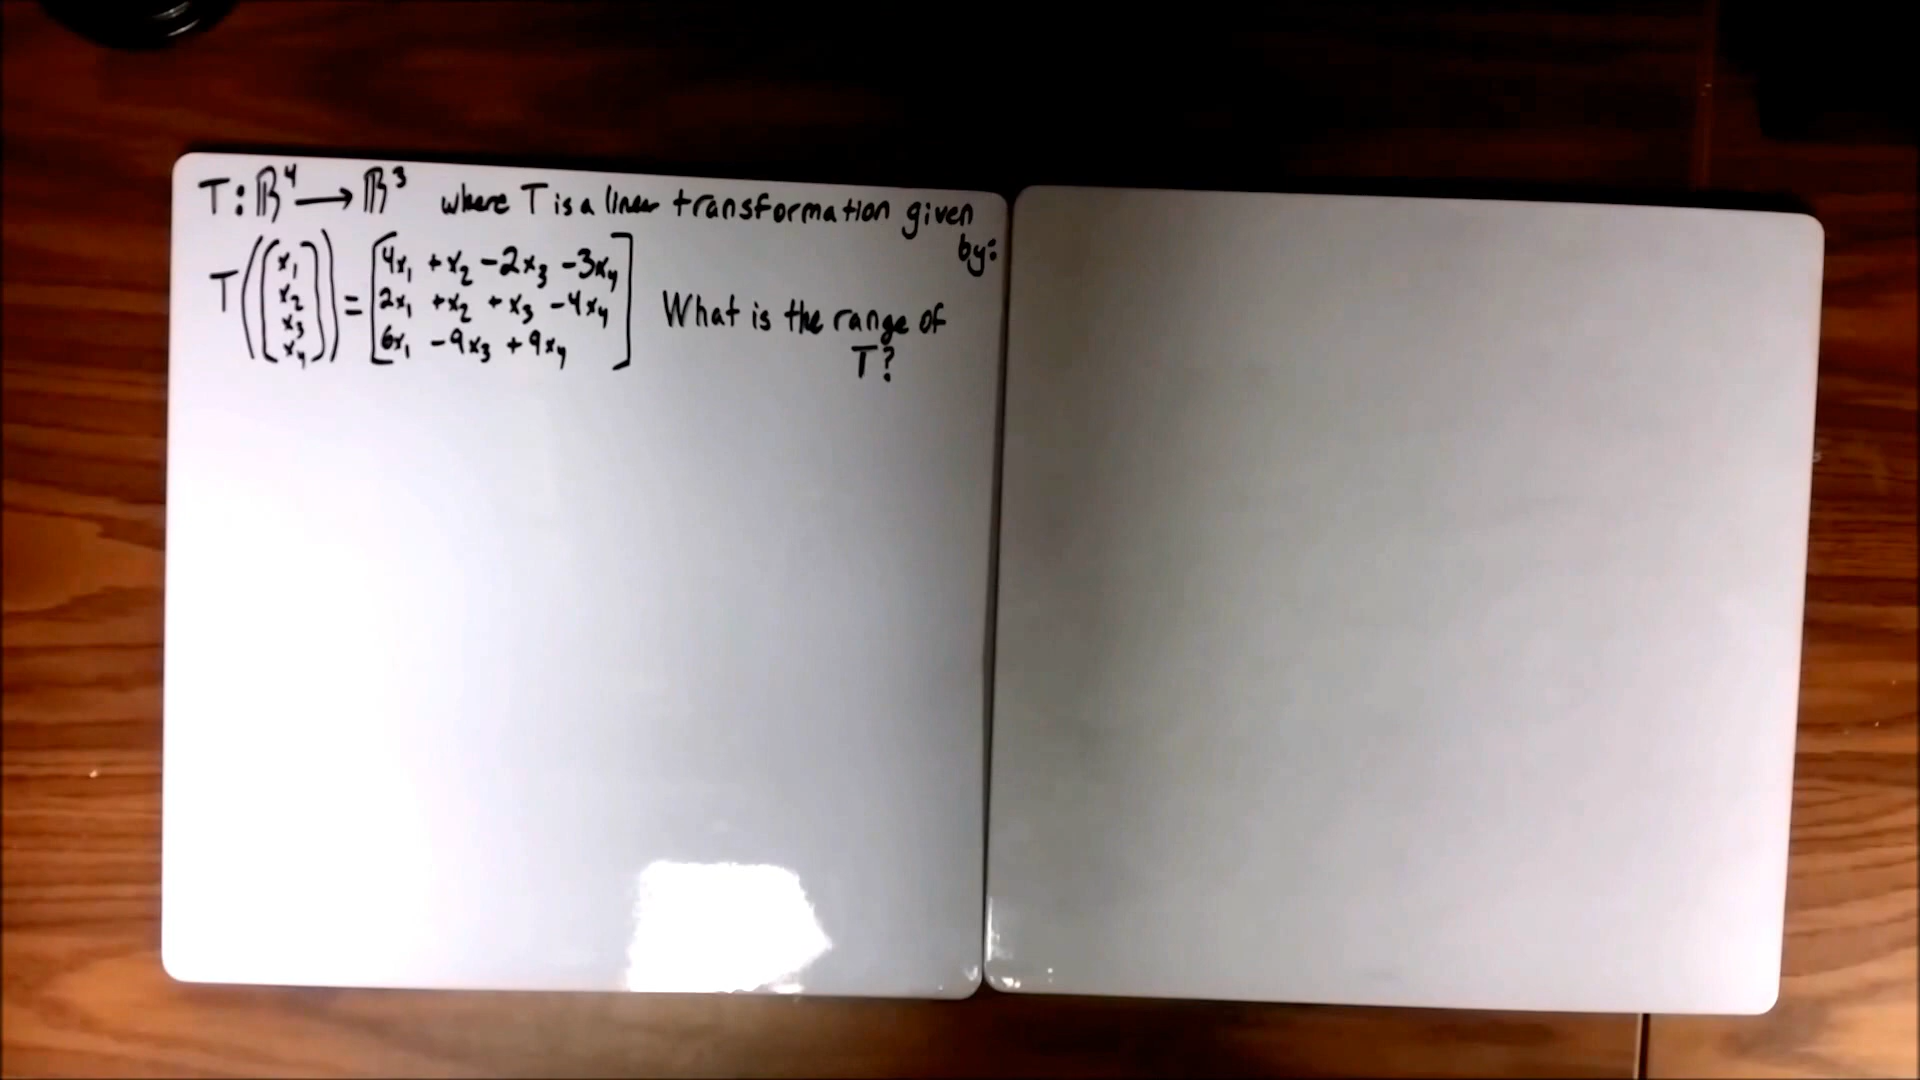 T: ℝ⁴ → ℝ³ where T is a linear transformation given by:
T([x₁ x₂ x₃ x₄]) = [4x₁ + x₂ - 2x₃ - 3x₄
2x₁ + x₂ + x₃ - 4x₄
6x₁ - 9x₃ + 9x₄]
What is the range of T?